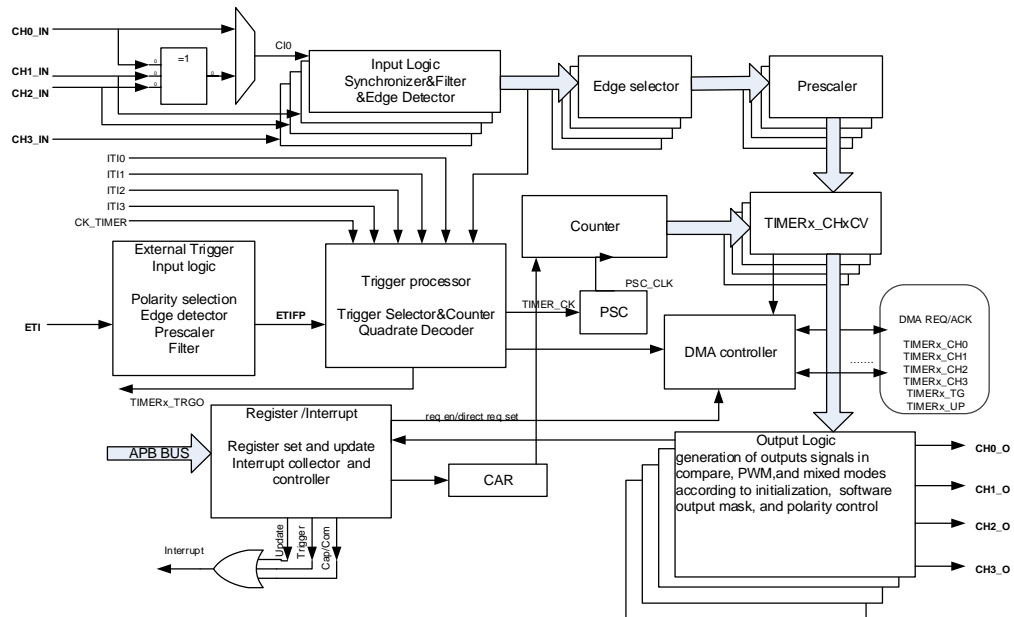 CH0_IN
=1
CI0
CH1_IN
CH2_IN
CH3_IN
Input Logic
Synchronizer&Filter
&Edge Detector
Edge selector
Prescaler
ITI0
ITI1
ITI2
ITI3
CK_TIMER
Counter
TIMERx_CHxCV
External Trigger
Input logic
Polarity selection
Edge detector
Prescaler
Filter
ETI
ETIFP
Trigger processor
Trigger Selector&Counter
Quadrate Decoder
TIMER_CK
PSC_CLK
PSC
DMA controller
DMA REQ/ACK
TIMERx_CH0
TIMERx_CH1
TIMERx_CH2
TIMERx_CH3
TIMERx_TG
TIMERx_UP
.......
TIMERx_TRGO
Register /Interrupt
Register set and update
Interrupt collector and
controller
APB BUS
req en/direct req set
CAR
Output Logic
generation of outputs signals in
compare, PWM,and mixed modes
according to initialization, software
output mask, and polarity control
CH0_O
CH1_O
CH2_O
CH3_O
Update
Trigger
Cap/Com
Interrupt